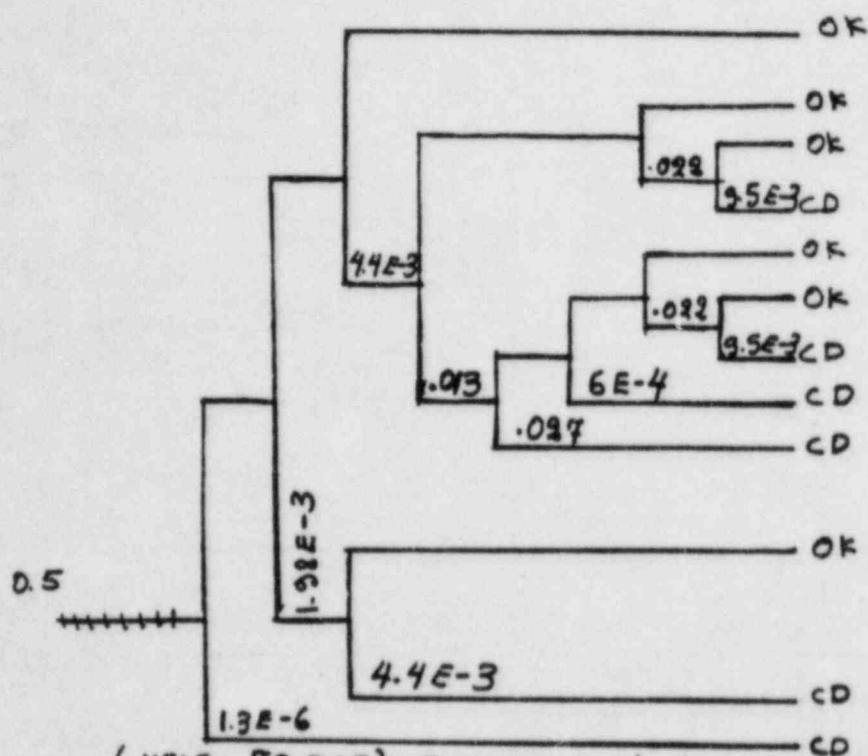 OK
OK
OK
.028
9.5E-3 CD
OK
4.4E-3
OK
.022
9.5E-3 CD
.013
6E-4
CD
.027
CD
1.98E-3
OK
0.5
4.4E-3
CD
1.3E-6
CD